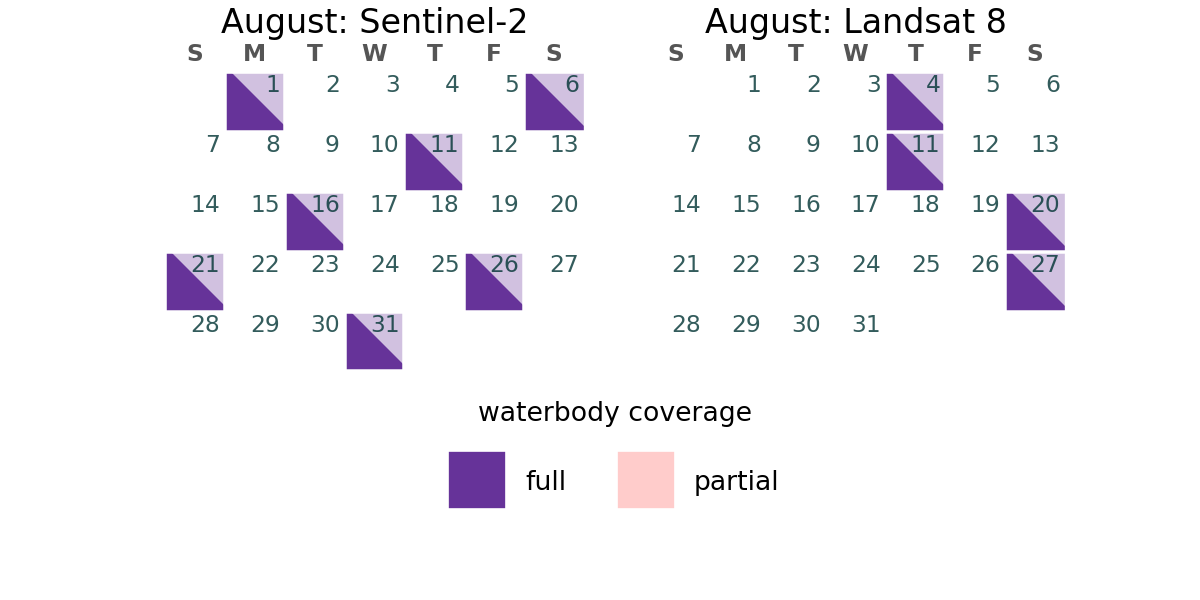 August: Sentinel-2
S M T W T F S
1 2 3 4 5 6
7 8 9 10 11 12 13
14 15 16 17 18 19 20
21 22 23 24 25 26 27
28 29 30 31
August: Landsat 8
S M T W T F S
1 2 3 4 5 6
7 8 9 10 11 12 13
14 15 16 17 18 19 20
21 22 23 24 25 26 27
28 29 30 31
waterbody coverage
full partial